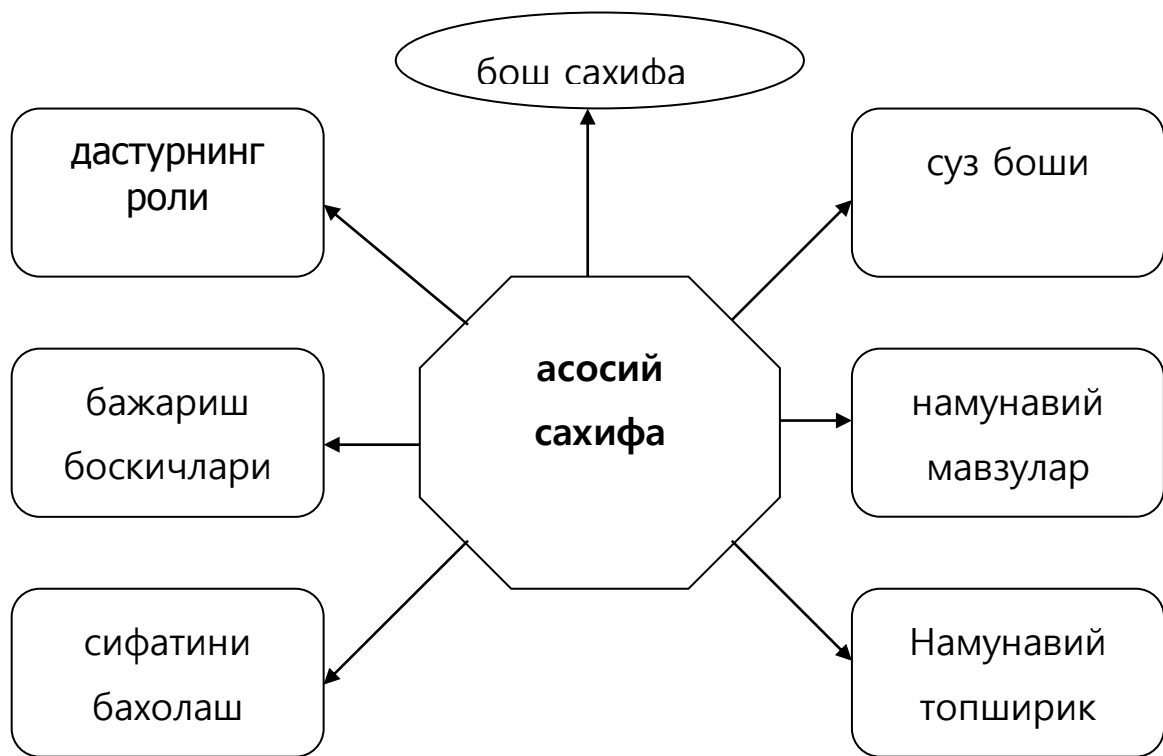 бош сахифа
дастурнинг
роли
суз боши
асосий
сахифа
бажариш
боскичлари
намунавий
мавзулар
сифатини
бахолаш
Намунавий
топширик